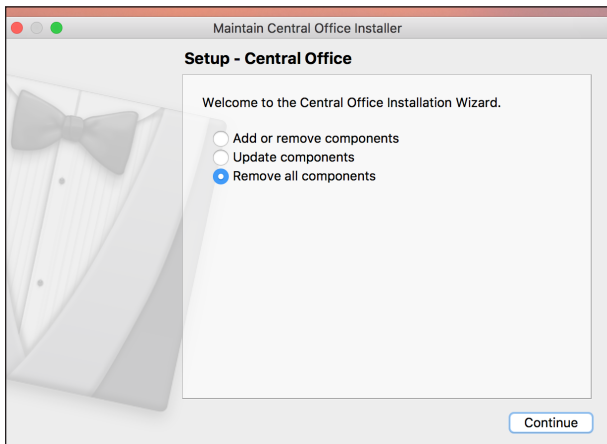 Maintain Central Office Installer
Setup - Central Office
Welcome to the Central Office Installation Wizard.
Add or remove components
Update components
Remove all components
Continue